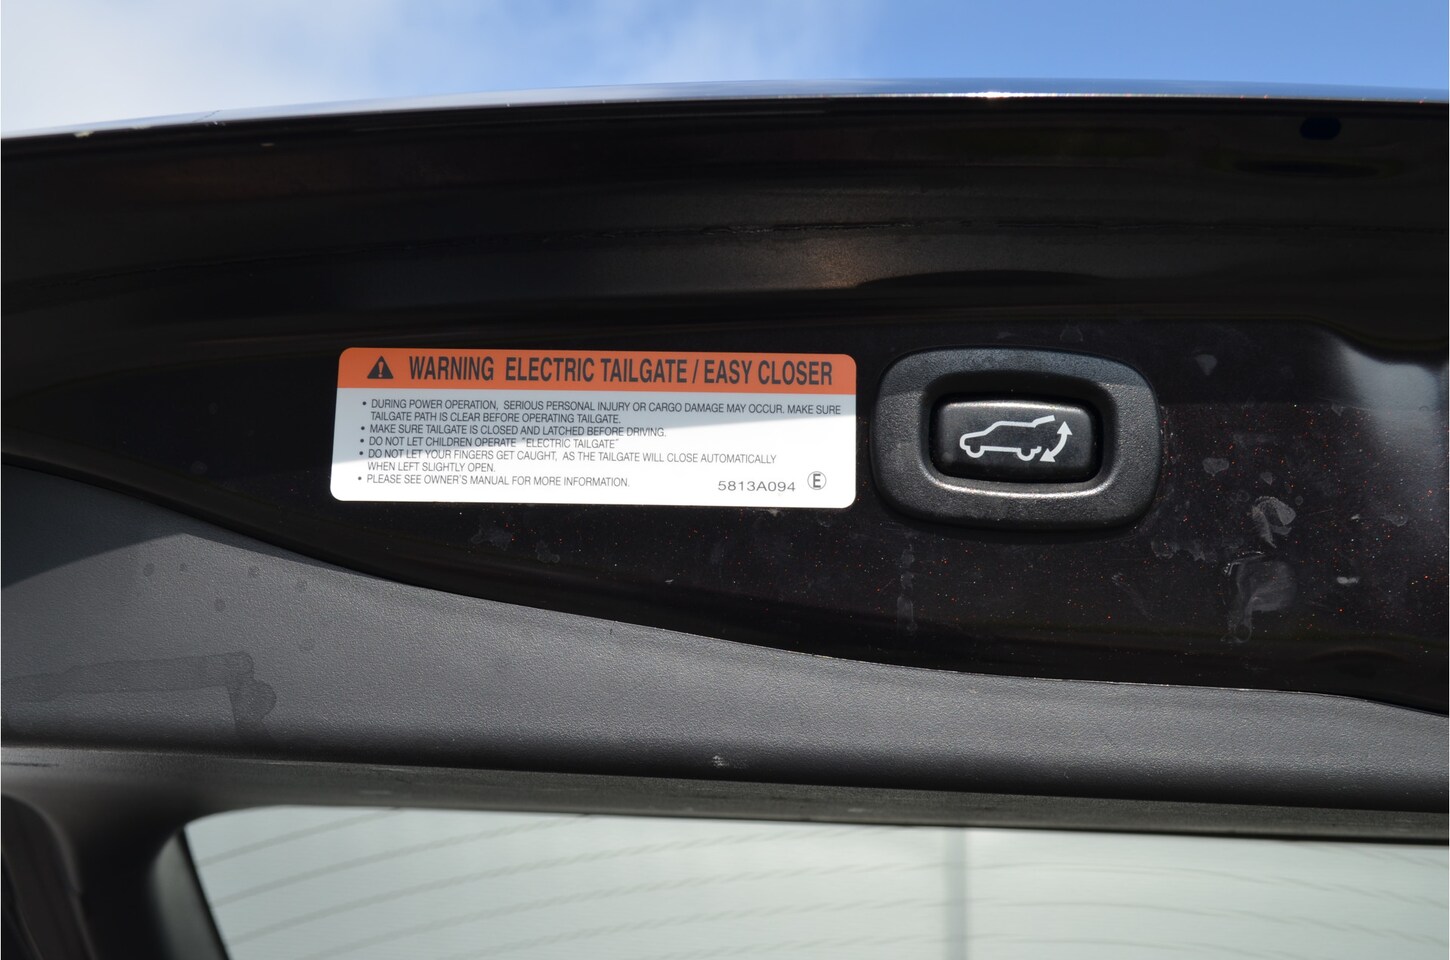 WARNING ELECTRIC TAILGATE / EASY CLOSER
• DURING POWER OPERATION, SERIOUS PERSONAL INJURY OR CARGO DAMAGE MAY OCCUR. MAKE SURE
TAILGATE PATH IS CLEAR BEFORE OPERATING TAILGATE.
• MAKE SURE TAILGATE IS CLOSED AND LATCHED BEFORE DRIVING.
• DO NOT LET CHILDREN OPERATE "ELECTRIC TAILGATE"
• DO NOT LET YOUR FINGERS GET CAUGHT, AS THE TAILGATE WILL CLOSE AUTOMATICALLY
WHEN LEFT SLIGHTLY OPEN.
• PLEASE SEE OWNER'S MANUAL FOR MORE INFORMATION.
5813A094 Ⓔ